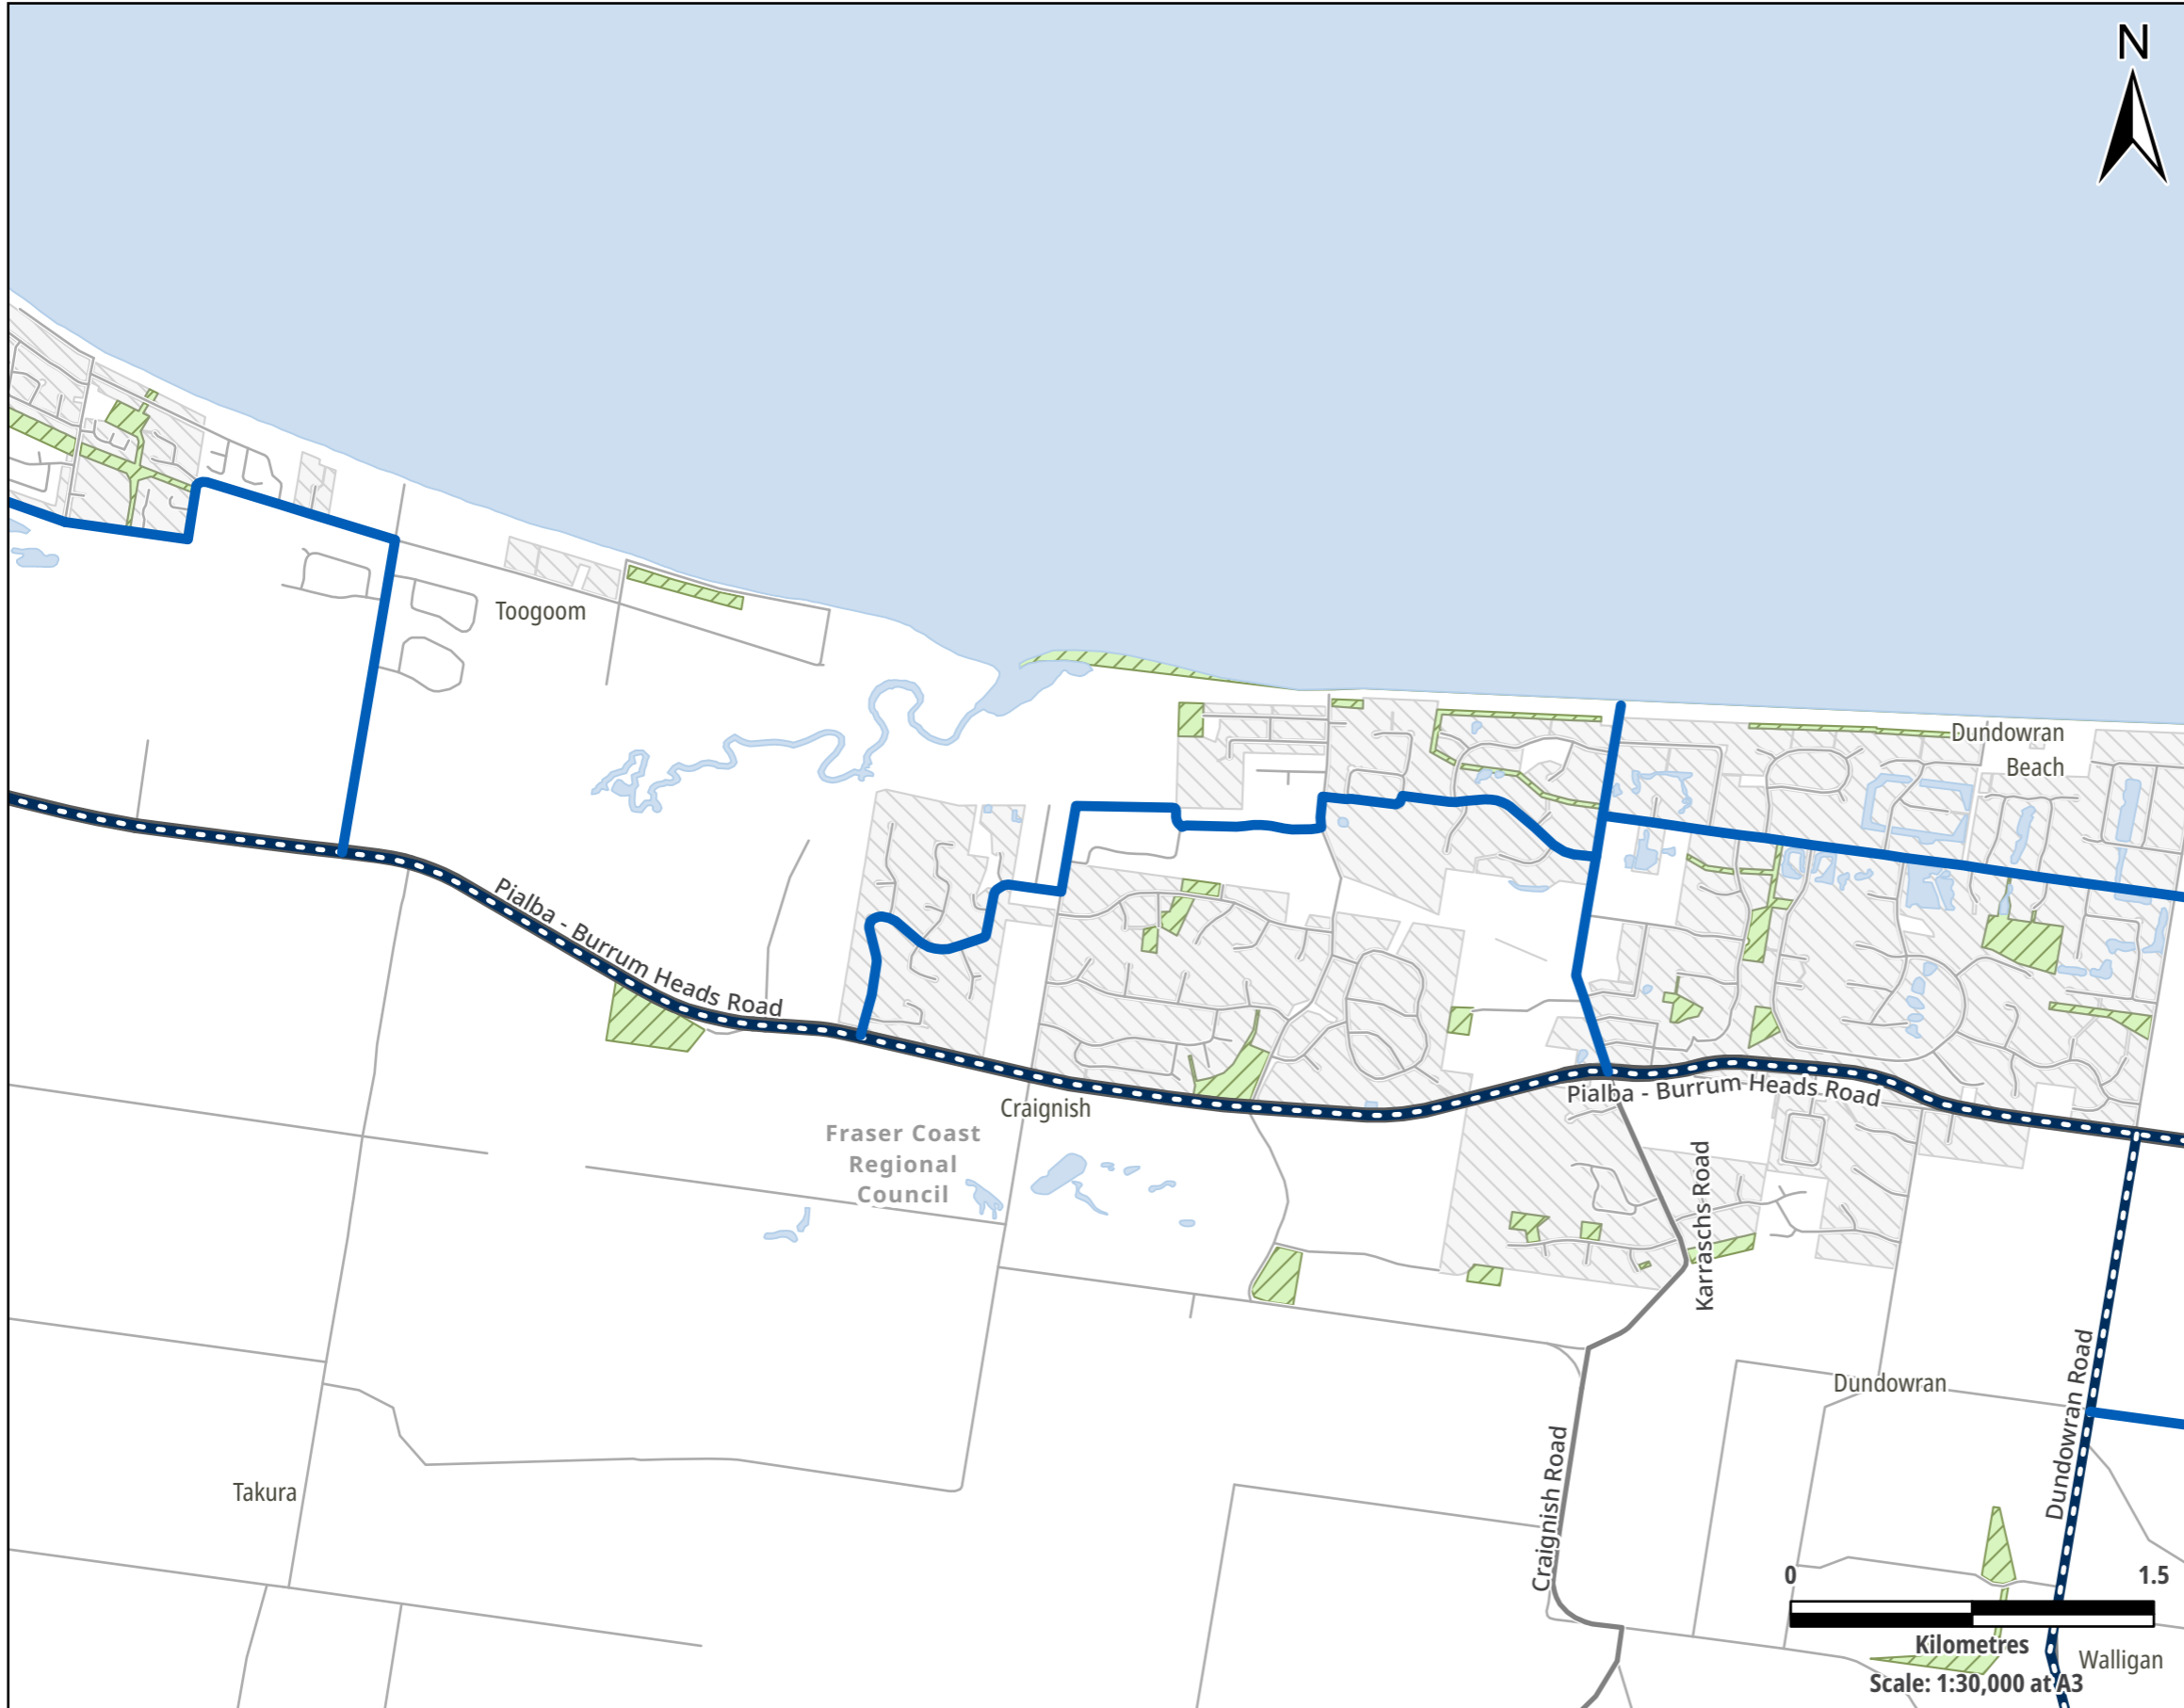 N
Toogoom
Dundowran
Beach
Pialba - Burrum Heads Road
Pialba - Burrum Heads Road
Craignish
Fraser Coast
Regional
Council
Karraschs Road
Dundowran Road
Dundowran
Craignish Road
Takura
0 1.5
Kilometres
Scale: 1:30,000 at A3
Walligan